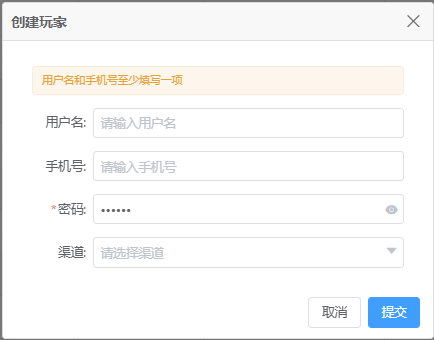 创建玩家
用户名和手机号至少填写一项
用户名: 请输入用户名
手机号: 请输入手机号
*密码: ••••••
渠道: 请选择渠道
取消 提交